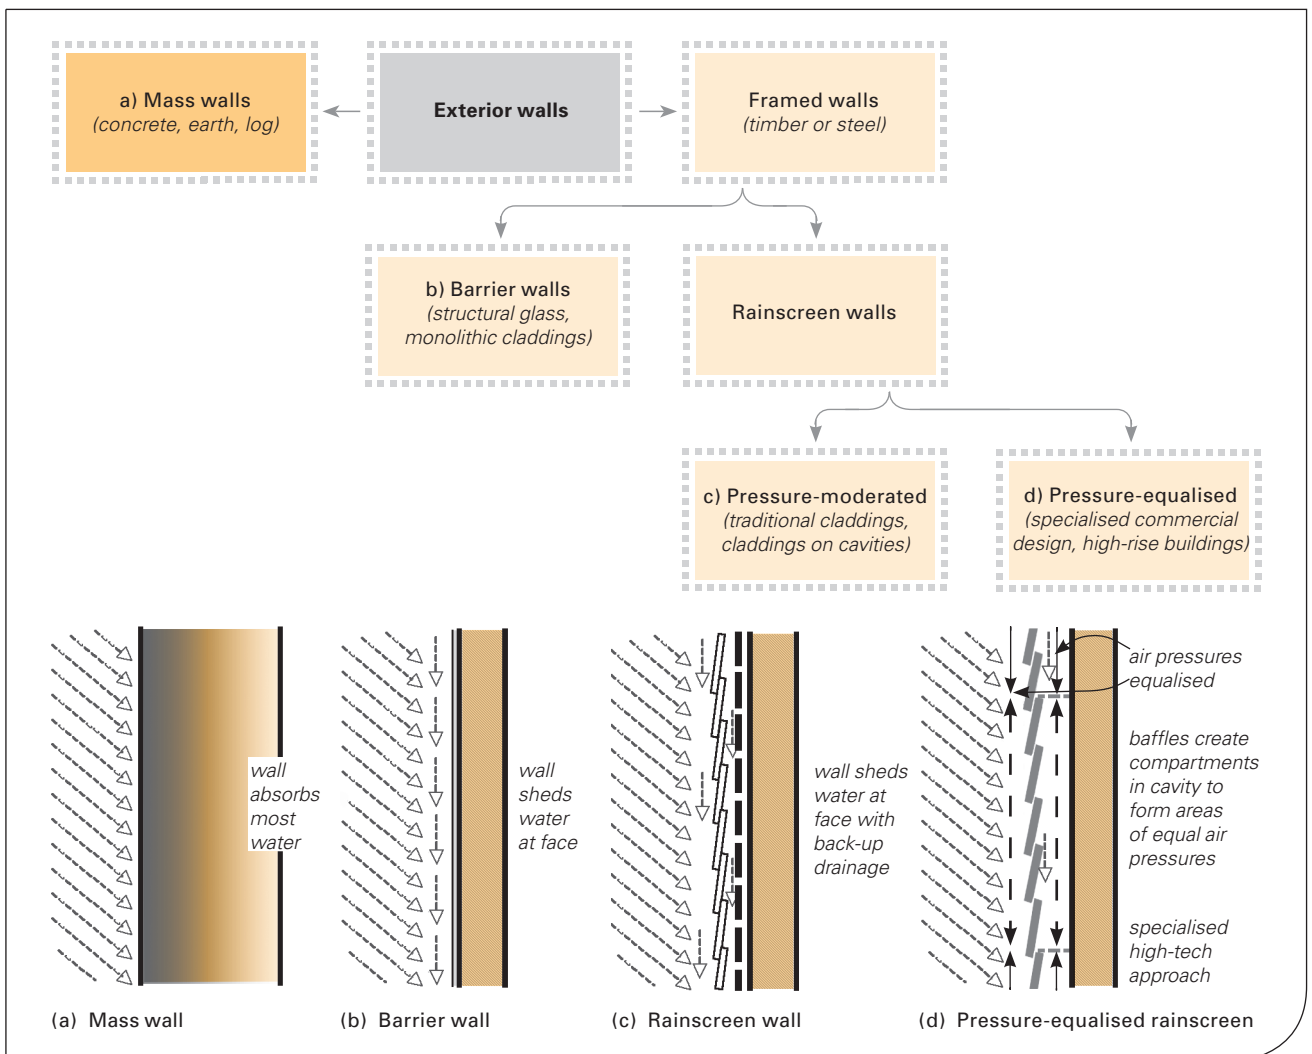 a) Mass walls
(concrete, earth, log)
Exterior walls
Framed walls
(timber or steel)
b) Barrier walls
(structural glass,
monolithic claddings)
Rainscreen walls
c) Pressure-moderated
(traditional claddings,
claddings on cavities)
d) Pressure-equalised
(specialised commercial
design, high-rise buildings)
wall
absorbs
most
water
wall
sheds
water
at face
wall sheds
water at
face with
back-up
drainage
air pressures
equalised
baffles create
compartments
in cavity to
form areas
of equal air
pressures
specialised
high-tech
approach
(a) Mass wall
(b) Barrier wall
(c) Rainscreen wall
(d) Pressure-equalised rainscreen